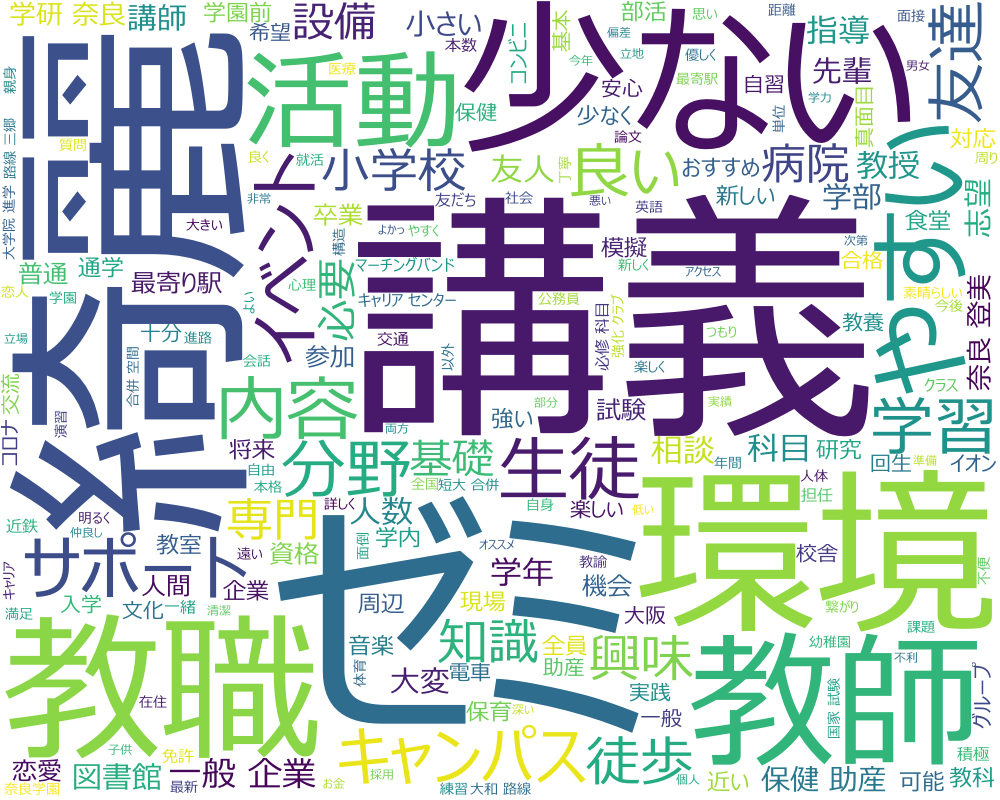 学研 奈良
講師
学園前
希望
設備
小さい
本数
コンビニ
基本
部活
思い
偏差
立地
距離
指導
優しく
面接
男女
友達
親身
三郷
路線
進学
大学院
質問
綺麗
医療
活動
保健
今年
安心
少なく
少ない
最寄駅
自習
先輩
学力
単位
真面目
対応
周り
良く
就活
イベント
小学校
友人
丁寧
論文
良い
おすすめ
病院
教授
新しい
学部
やすい
志望
食堂
非常
大きい
卒業
友だち
社会
悪い
英語
模擬
講義
よかっ
やすく
構造
新しく
次第
合格
普通
通学
最寄り駅
必要
マーチングバンド
アクセス
素晴らしい
今後
恋人
学園
心理
キャリア センター
公務員
強化 クラブ
必修 科目
つもり
教養
奈良 登美
立場
十分
進路
よい
交通
以外
楽しく
クラス
交流
合併 空間
会話
参加
内容
部分
実績
学習
コロナ
演習
両方
強い
試験
将来
自由
分野
基礎
生徒
相談
科目
研究
回生
準備
イオン
本格
全国
短大 合併
年間
人体
担任
近鉄
明るく
仲良し
専門
詳しく
人数
自身
楽しい
低い
サポート
教室
遠い
資格
学内
面倒
オススメ
ゼミ
環境
校舎
不便
キャリア
人間
企業
学年
教諭
機会
満足
入学
文化
一緒
清潔
周辺
現場
大阪
繋がり
教職
音楽
知識
全員
興味
教師
幼稚園
課題
体育
電車
助産
不利
大変
実践
グループ
在住
保育
深い
一般
国家 試験
子供
免許
キャンパス
徒歩
積極
恋愛
図書館
一般 企業
近い
保健 助産
可能
教科
奈良学園
最新
お金
採用
練習
大和 路線
個人